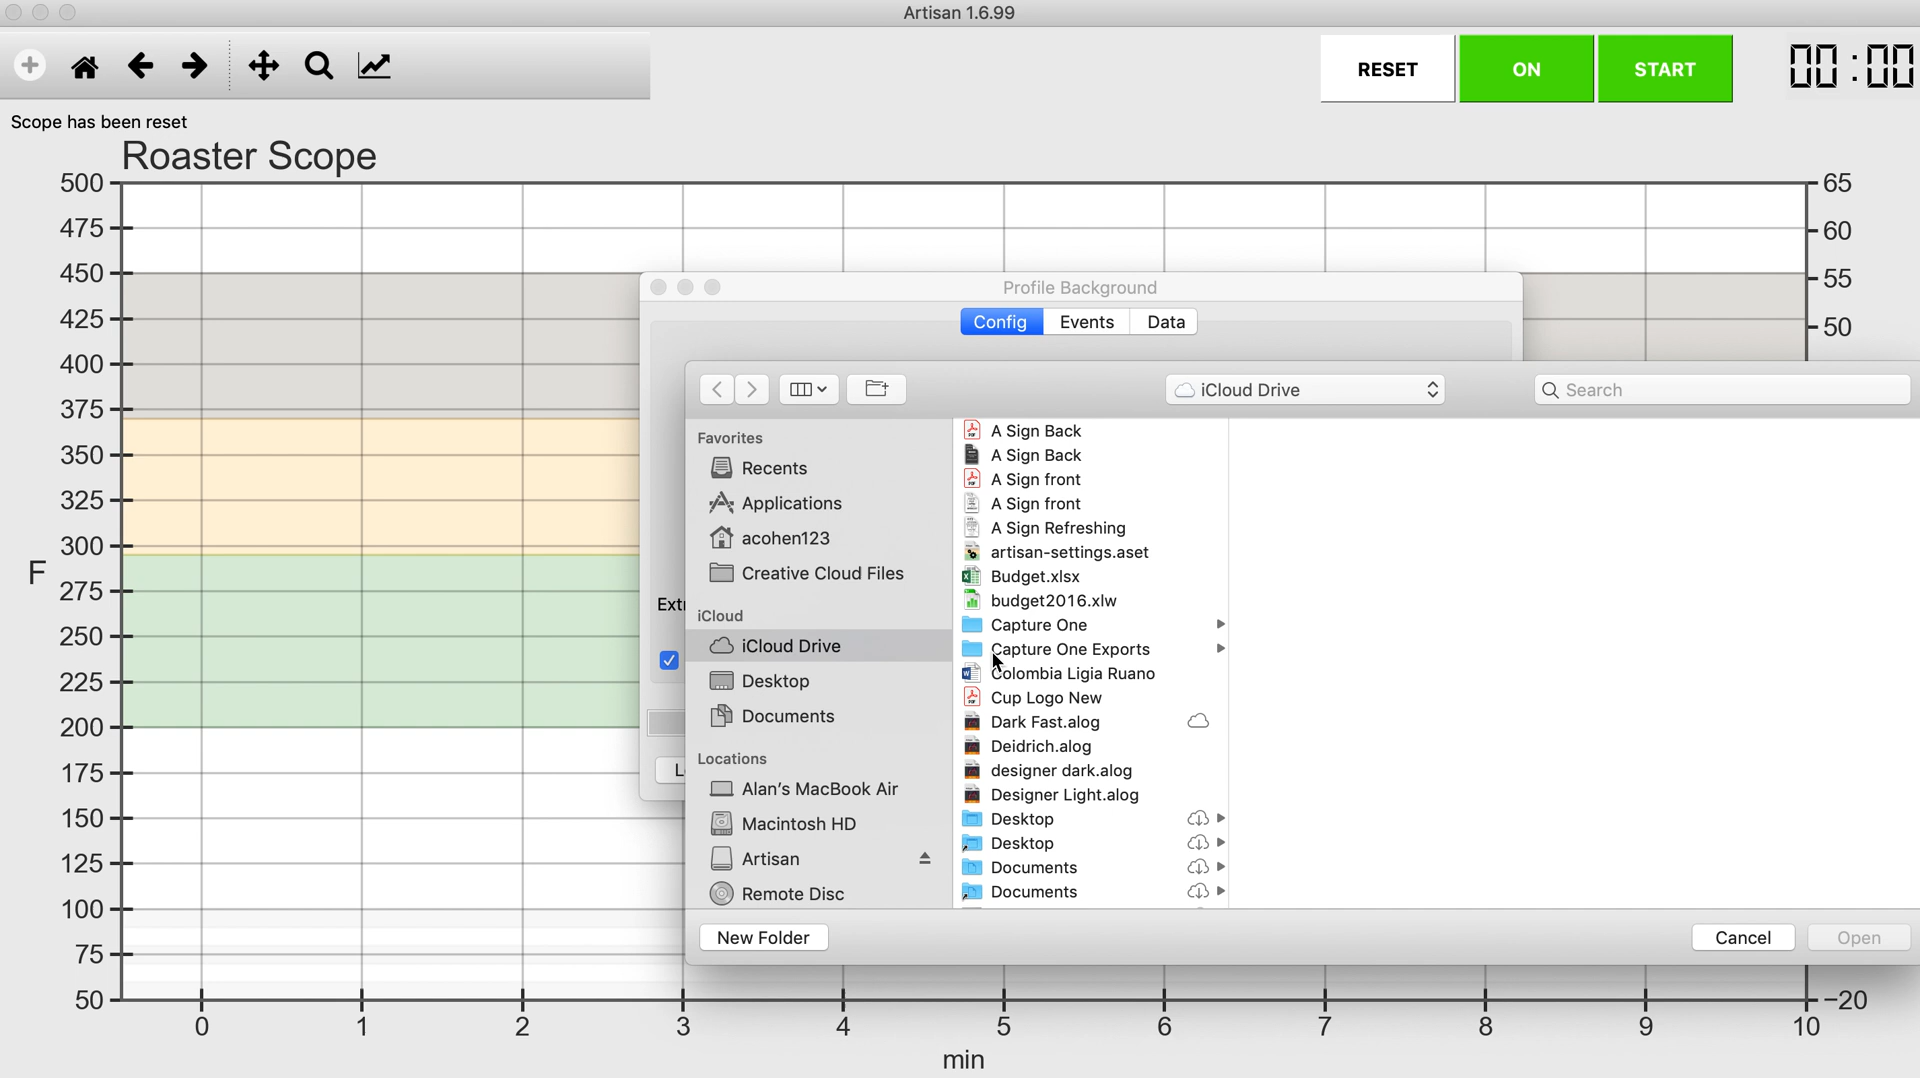 Artisan 1.6.99
RESET
ON
START
00:00
Scope has been reset
Roaster Scope
500
475
450
425
400
375
350
325
300
275
250
225
200
175
150
125
100
75
50
F
65
60
55
50
-20
0
1
2
3
4
5
6
7
8
9
10
min
Profile Background
Config
Events
Data
Ext
iCloud Drive
Search
Favorites
Recents
Applications
acohen123
Creative Cloud Files
iCloud
iCloud Drive
Desktop
Documents
Locations
Alan's MacBook Air
Macintosh HD
Artisan
Remote Disc
A Sign Back
A Sign Back
A Sign front
A Sign front
A Sign Refreshing
artisan-settings.aset
Budget.xlsx
budget2016.xlw
Capture One
Capture One Exports
Colombia Ligia Ruano
Cup Logo New
Dark Fast.alog
Deidrich.alog
designer dark.alog
Designer Light.alog
Desktop
Desktop
Documents
Documents
New Folder
Cancel
Open